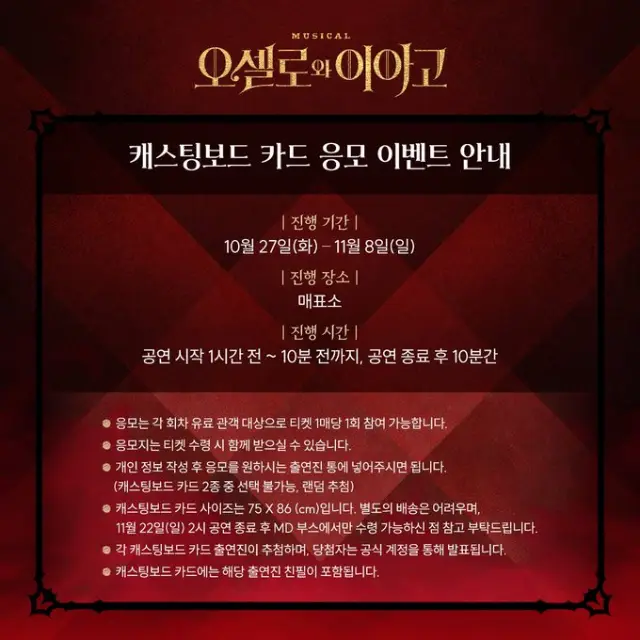 MUSICAL
오셀로와 이아고
캐스팅보드 카드 응모 이벤트 안내
| 진행 기간 |
10월 27일(화) – 11월 8일(일)
| 진행 장소 |
매표소
| 진행 시간 |
공연 시작 1시간 전 ~ 10분 전까지, 공연 종료 후 10분간
응모는 각 회차 유료 관객 대상으로 티켓 1매당 1회 참여 가능합니다.
응모지는 티켓 수령 시 함께 받으실 수 있습니다.
개인 정보 작성 후 응모를 원하시는 출연진 통에 넣어주시면 됩니다.
(캐스팅보드 카드 2종 중 선택 불가능, 랜덤 추첨)
캐스팅보드 카드 사이즈는 75 X 86 (cm)입니다. 별도의 배송은 어려우며,
11월 22일(일) 2시 공연 종료 후 MD 부스에서만 수령 가능하신 점 참고 부탁드립니다.
각 캐스팅보드 카드 출연진이 추첨하며, 당첨자는 공식 계정을 통해 발표됩니다.
캐스팅보드 카드에는 해당 출연진 친필이 포함됩니다.